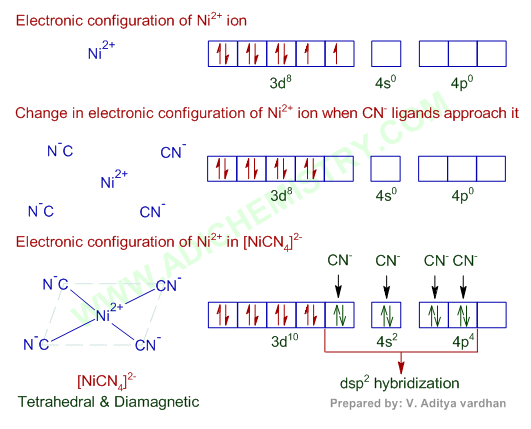 Electronic configuration of Ni²⁺ ion
Ni²⁺
3d⁸ 4s⁰ 4p⁰
Change in electronic configuration of Ni²⁺ ion when CN⁻ ligands approach it
N⁻C CN⁻
Ni²⁺
N⁻C CN⁻
3d⁸ 4s⁰ 4p⁰
Electronic configuration of Ni²⁺ in [NiCN₄]²⁻
CN⁻ CN⁻ CN⁻ CN⁻
N⁻C CN⁻
Ni²⁺
N⁻C CN⁻
3d¹⁰ 4s² 4p⁴
[NiCN₄]²⁻
dsp² hybridization
Tetrahedral & Diamagnetic
Prepared by: V. Aditya vardhan
WWW.ADICHEMISTRY.COM